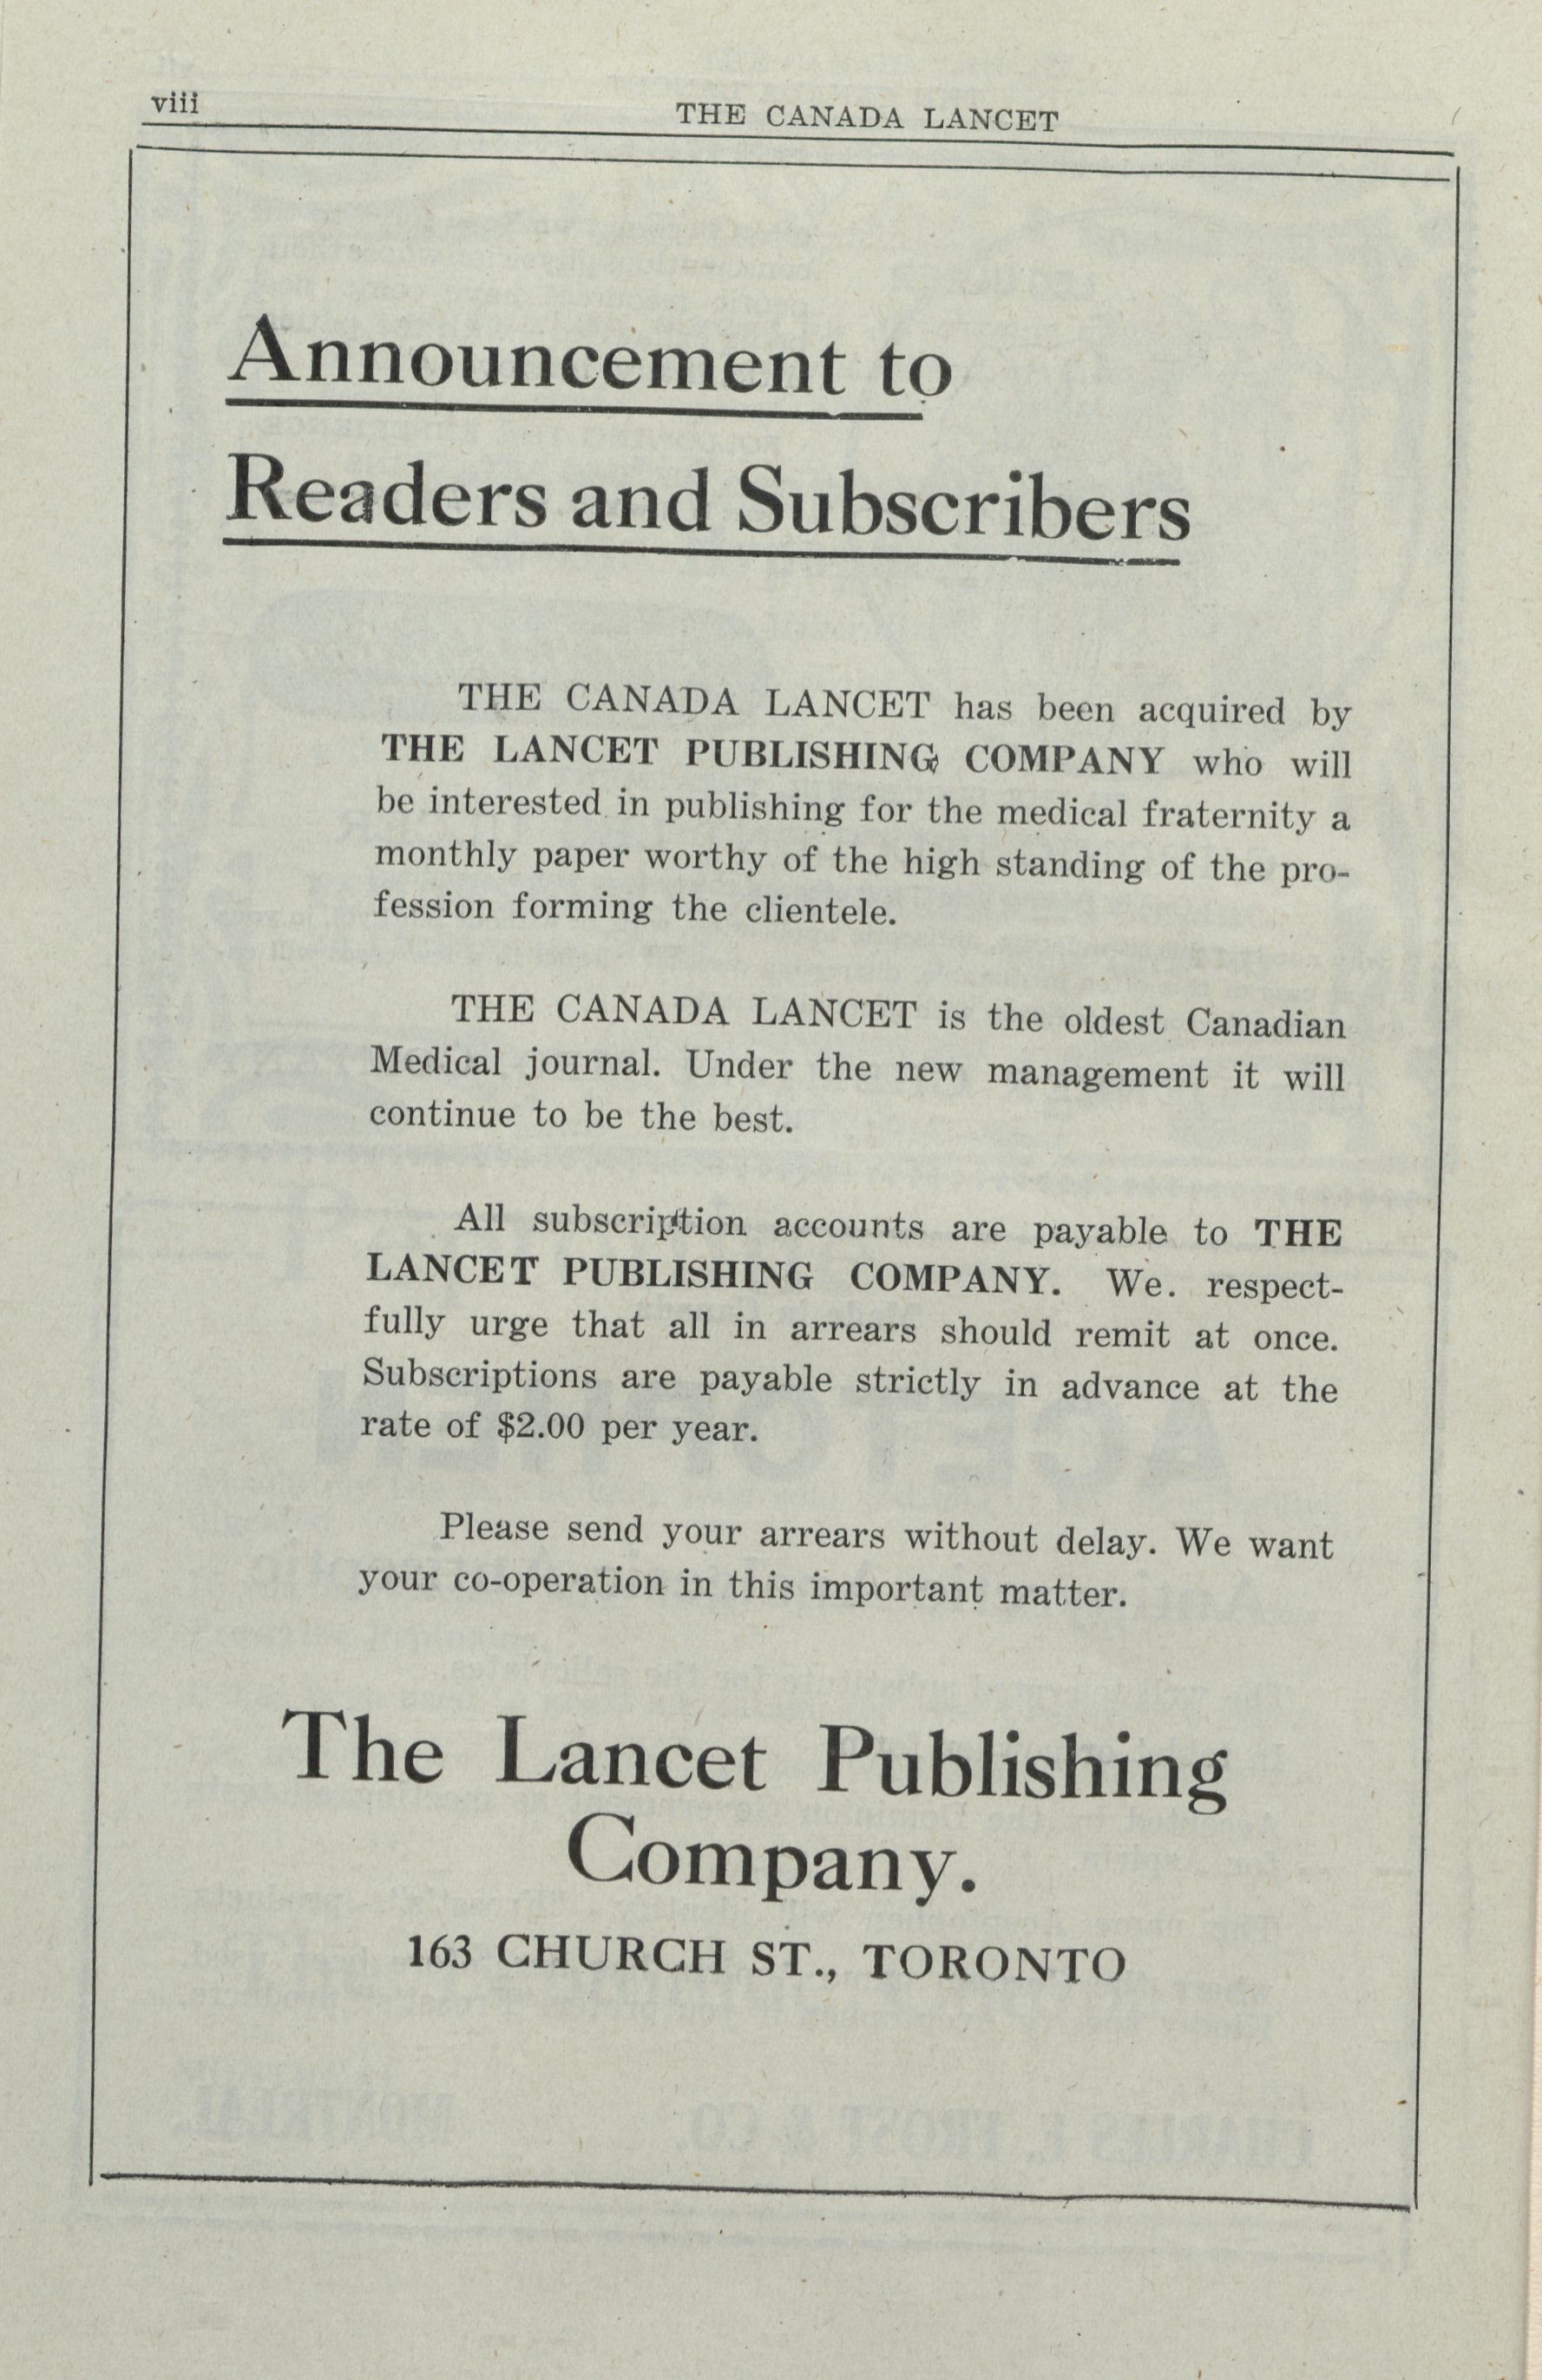 viii
THE CANADA LANCET
Announcement to
Readers and Subscribers
THE CANADA LANCET has been acquired by
THE LANCET PUBLISHING COMPANY who will
be interested in publishing for the medical fraternity a
monthly paper worthy of the high standing of the pro-
fession forming the clientele.
THE CANADA LANCET is the oldest Canadian
Medical journal. Under the new management it will
continue to be the best.
All subscription accounts are payable to THE
LANCET PUBLISHING COMPANY. We. respect-
fully urge that all in arrears should remit at once.
Subscriptions are payable strictly in advance at the
rate of $2.00 per year.
Please send your arrears without delay. We want
your co-operation in this important matter.
The Lancet Publishing
Company.
163 CHURCH ST., TORONTO